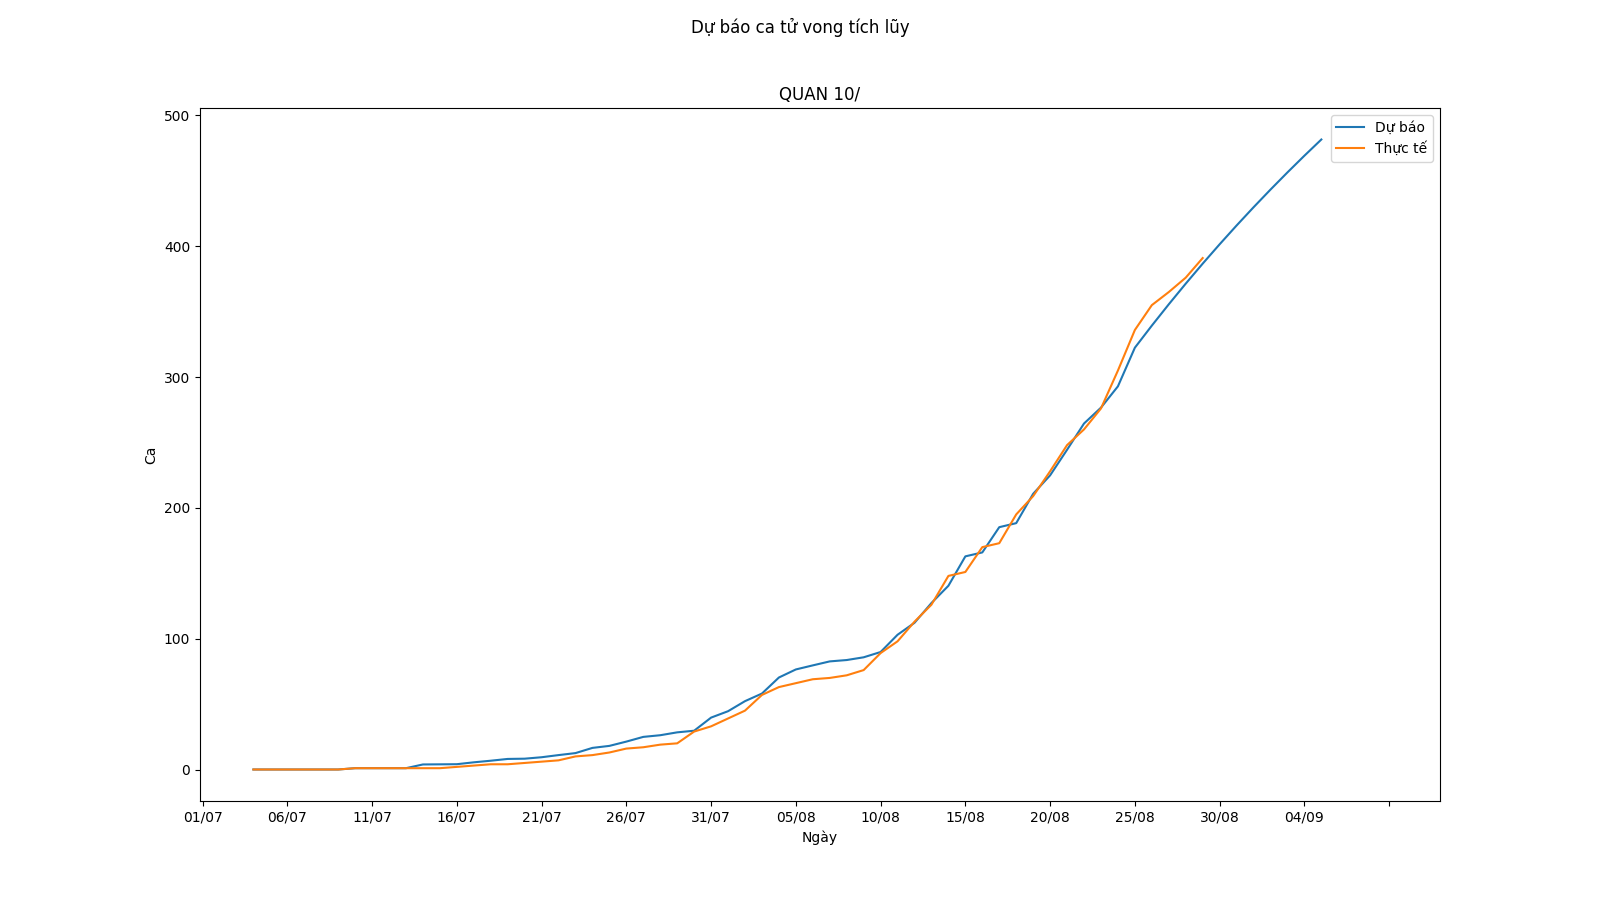 Dự báo ca tử vong tích lũy
QUAN 10/
500
400
300
200
100
0
Ca
Dự báo
Thực tế
01/07 06/07 11/07 16/07 21/07 26/07 31/07 05/08 10/08 15/08 20/08 25/08 30/08 04/09
Ngày